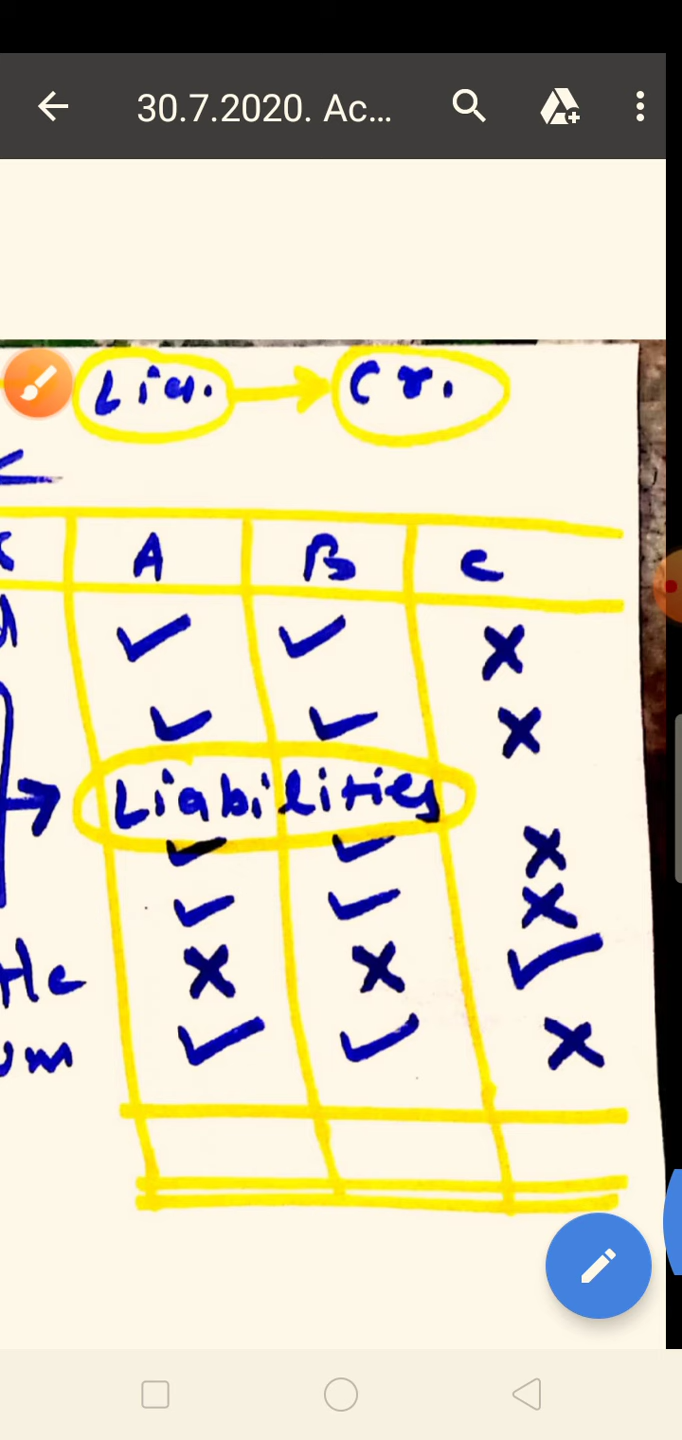 30.7.2020. Ac...
Lia. → Cr.
A B C
✓ ✓ ×
✓ ✓ ×
Liabilities
✓ ✓ ×
✓ ✓ ×
× × ✓
✓ ✓ ×